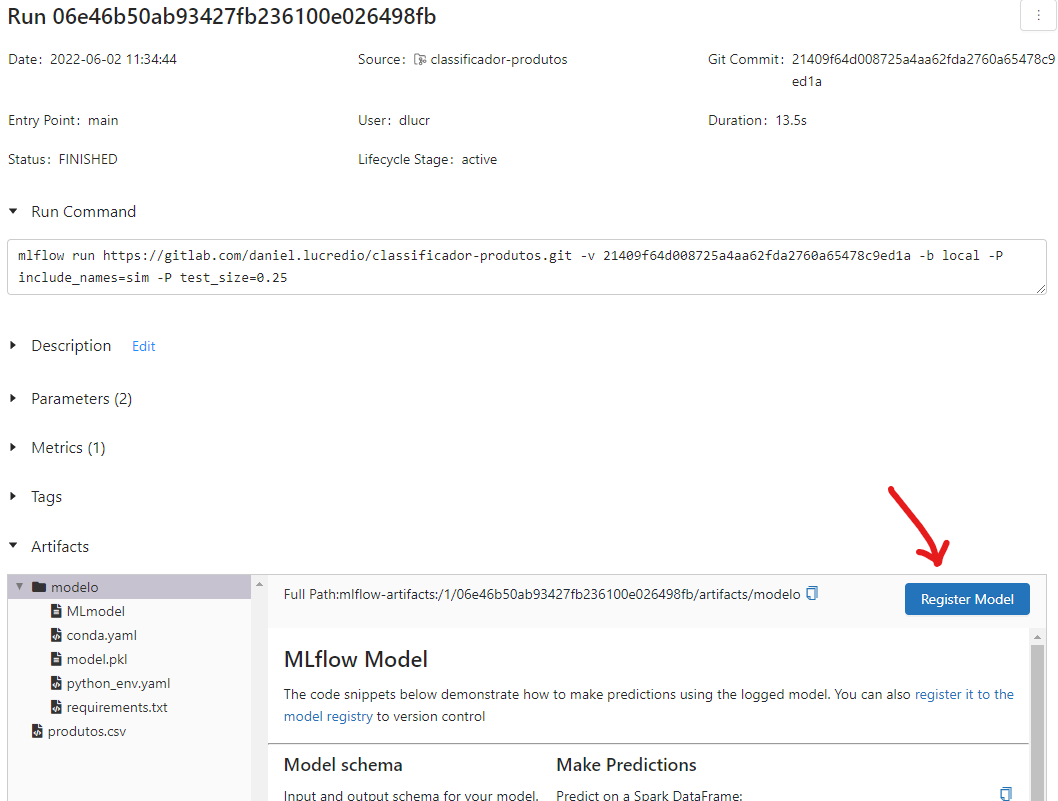 Run 06e46b50ab93427fb236100e026498fb
Date: 2022-06-02 11:34:44
Source: classificador-produtos
Git Commit: 21409f64d008725a4aa62fda2760a65478c9
ed1a
Entry Point: main
User: dlucr
Duration: 13.5s
Status: FINISHED
Lifecycle Stage: active
Run Command
mlflow run https://gitlab.com/daniel.lucredio/classificador-produtos.git -v 21409f64d008725a4aa62fda2760a65478c9ed1a -b local -P
include_names=sim -P test_size=0.25
Description Edit
Parameters (2)
Metrics (1)
Tags
Artifacts
modelo
MLmodel
conda.yaml
model.pkl
python_env.yaml
requirements.txt
produtos.csv
Full Path:mlflow-artifacts:/1/06e46b50ab93427fb236100e026498fb/artifacts/modelo
Register Model
MLflow Model
The code snippets below demonstrate how to make predictions using the logged model. You can also register it to the
model registry to version control
Model schema
Input and output schema for your model.
Make Predictions
Predict on a Spark DataFrame: